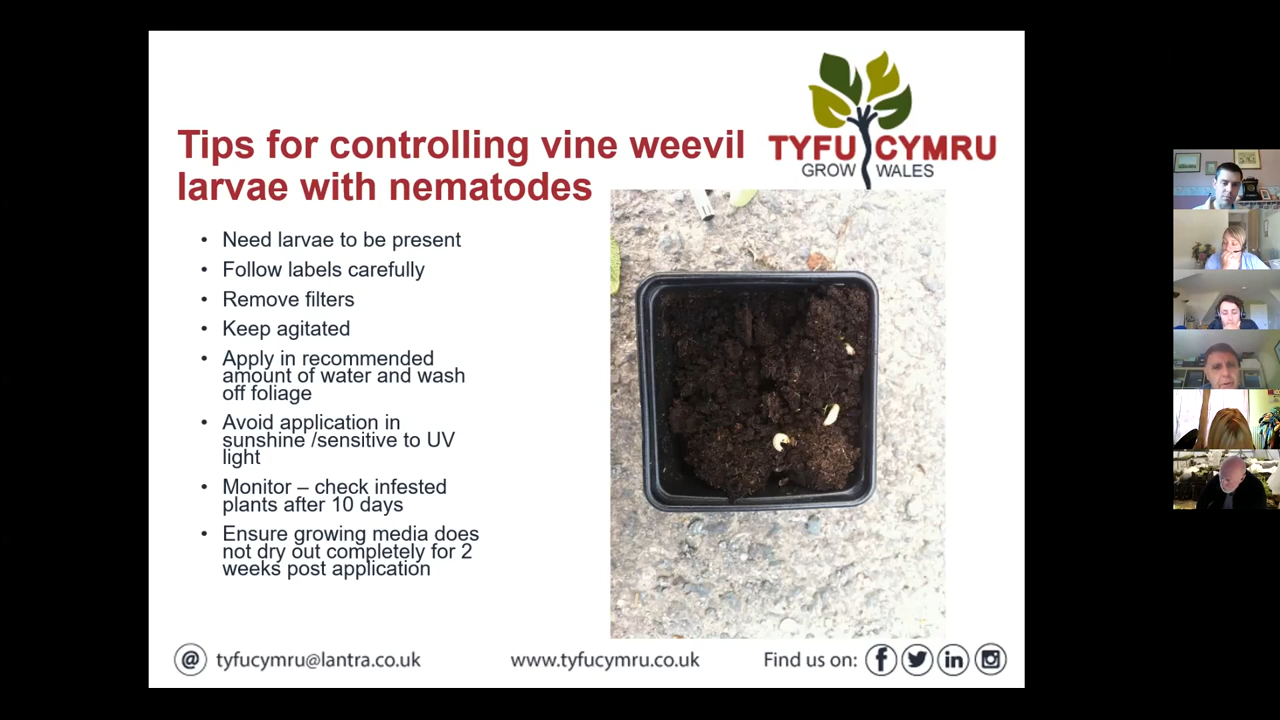 TYFU CYMRU
GROW WALES
Tips for controlling vine weevil
larvae with nematodes
• Need larvae to be present
• Follow labels carefully
• Remove filters
• Keep agitated
• Apply in recommended
amount of water and wash
off foliage
• Avoid application in
sunshine /sensitive to UV
light
• Monitor – check infested
plants after 10 days
• Ensure growing media does
not dry out completely for 2
weeks post application
@ tyfucymru@lantra.co.uk
www.tyfucymru.co.uk
Find us on: